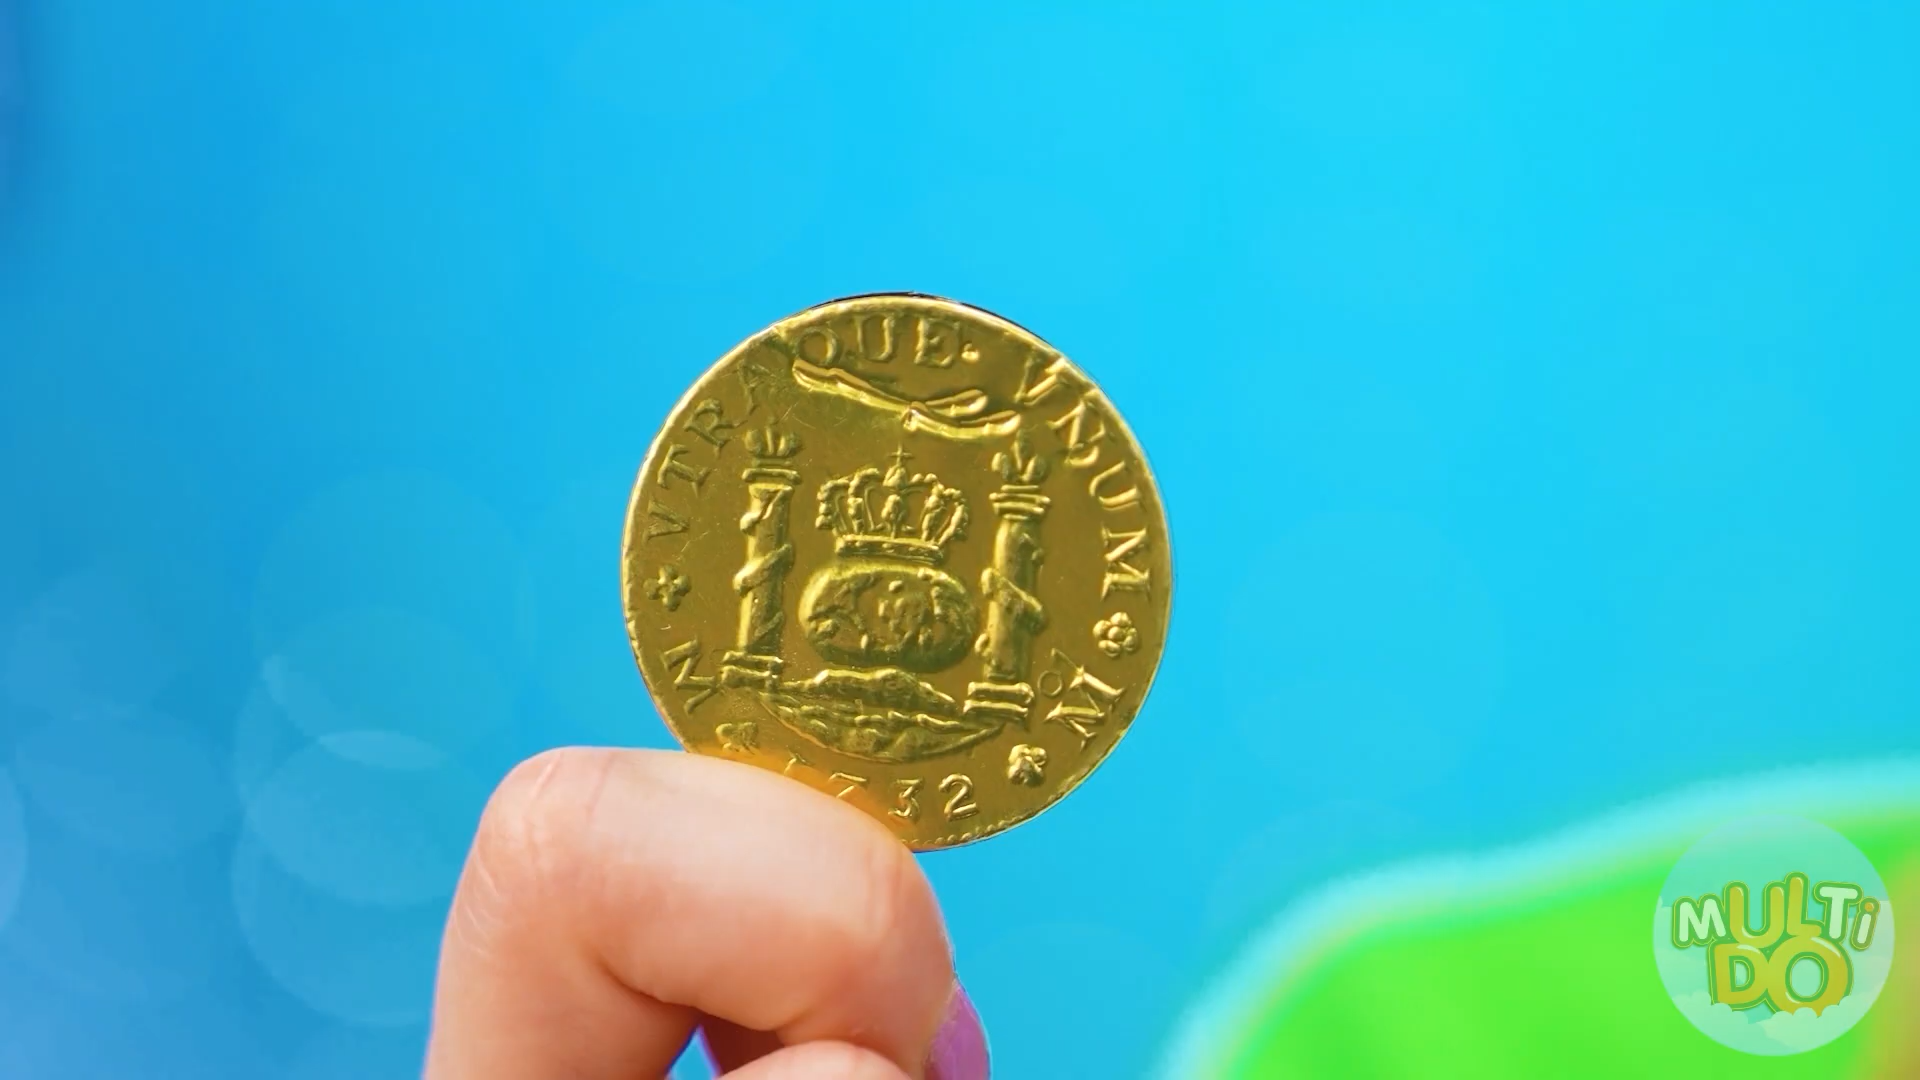 VTRAQUE VNUM
M
M
1732
MULTi
DO